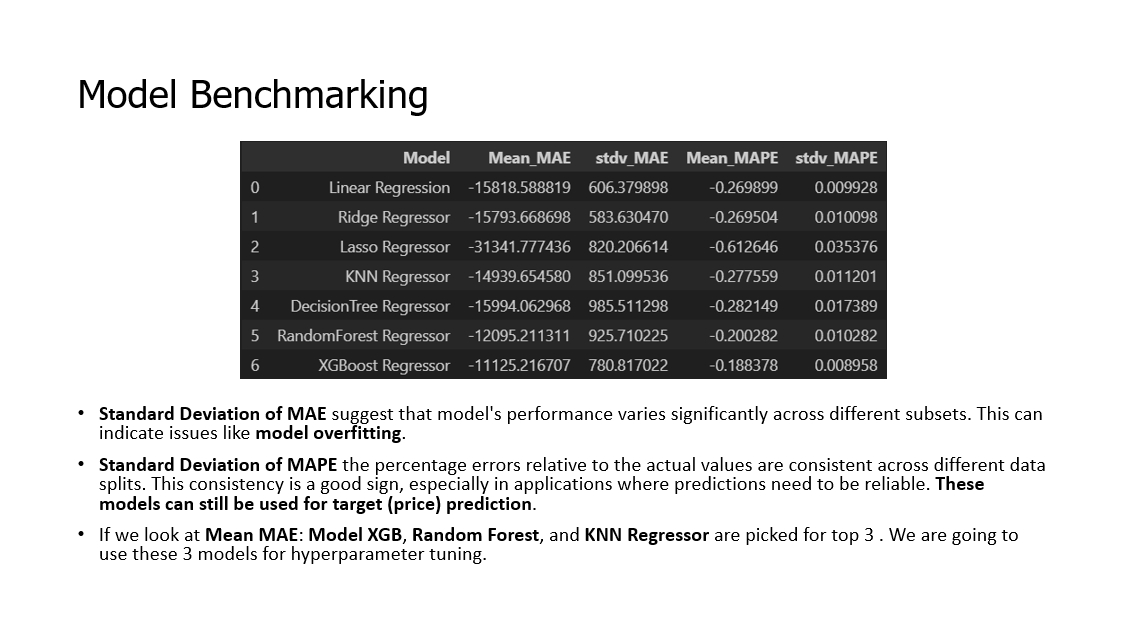 Model Benchmarking
Model Mean_MAE stdv_MAE Mean_MAPE stdv_MAPE
0 Linear Regression -15818.588819 606.379898 -0.269899 0.009928
1 Ridge Regressor -15793.668698 583.630470 -0.269504 0.010098
2 Lasso Regressor -31341.777436 820.206614 -0.612646 0.035376
3 KNN Regressor -14939.654580 851.099536 -0.277559 0.011201
4 DecisionTree Regressor -15994.062968 985.511298 -0.282149 0.017389
5 RandomForest Regressor -12095.211311 925.710225 -0.200282 0.010282
6 XGBoost Regressor -11125.216707 780.817022 -0.188378 0.008958
• Standard Deviation of MAE suggest that model's performance varies significantly across different subsets. This can
indicate issues like model overfitting.
• Standard Deviation of MAPE the percentage errors relative to the actual values are consistent across different data
splits. This consistency is a good sign, especially in applications where predictions need to be reliable. These
models can still be used for target (price) prediction.
• If we look at Mean MAE: Model XGB, Random Forest, and KNN Regressor are picked for top 3 . We are going to
use these 3 models for hyperparameter tuning.